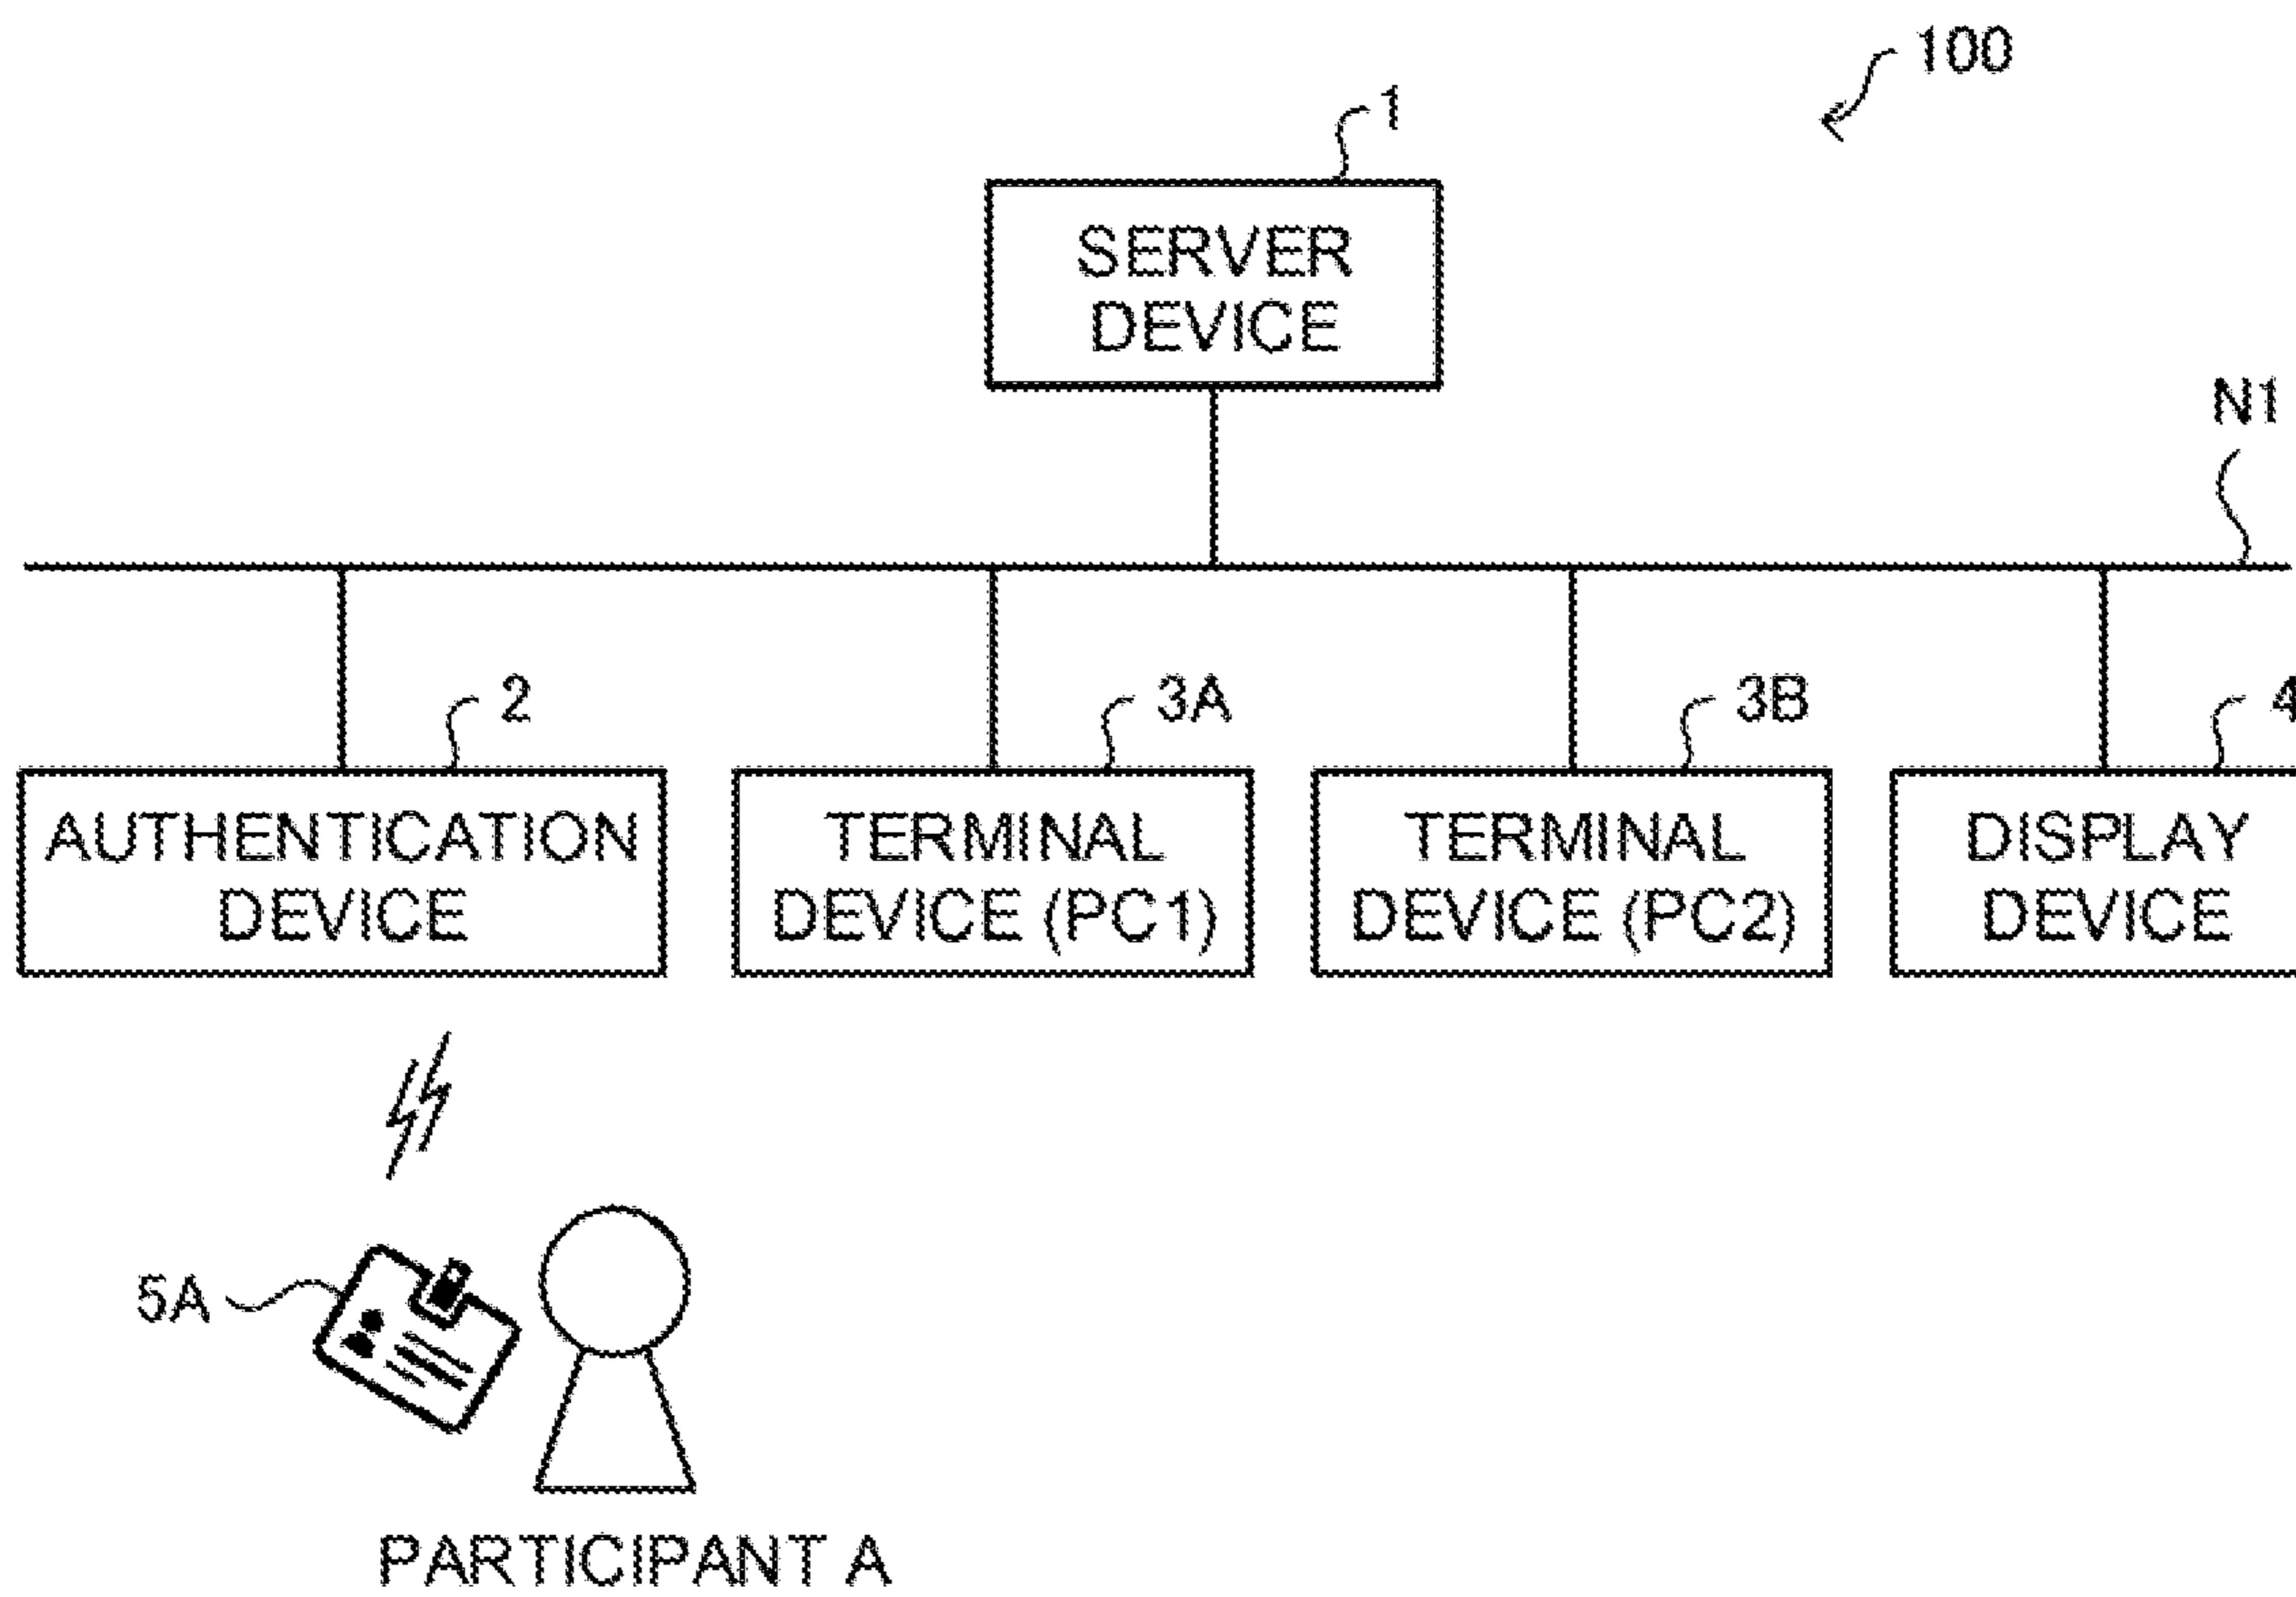 100
1
SERVER
DEVICE
N1
2
3A
3B
4
AUTHENTICATION
DEVICE
TERMINAL
DEVICE (PC1)
TERMINAL
DEVICE (PC2)
DISPLAY
DEVICE
5A
PARTICIPANT A